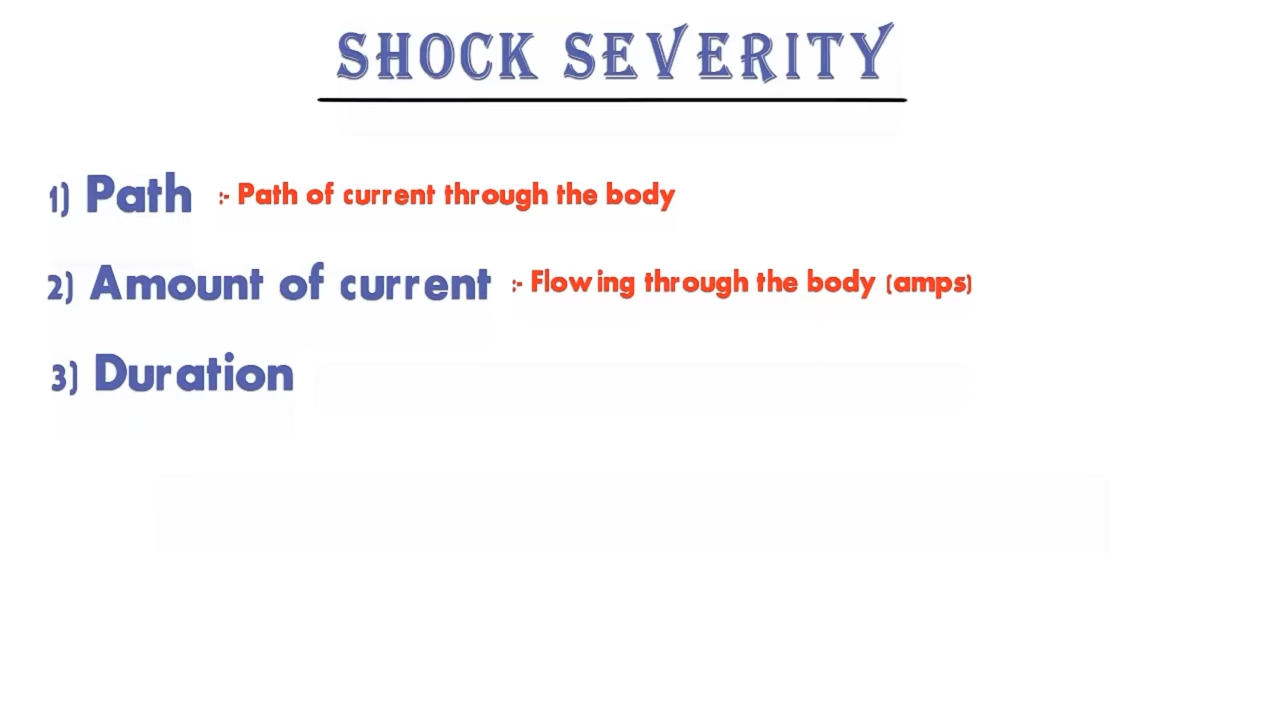 SHOCK SEVERITY
1) Path :- Path of current through the body
2) Amount of current :- Flowing through the body (amps)
3) Duration